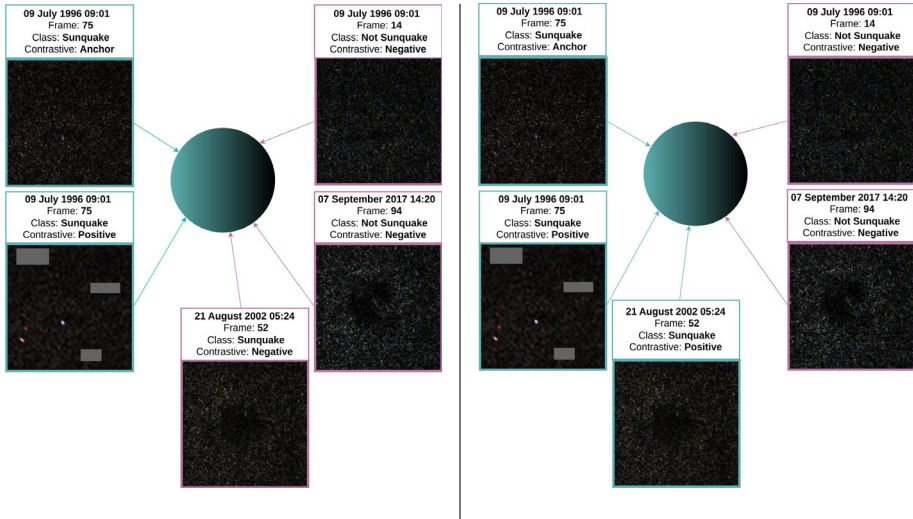 09 July 1996 09:01
Frame: 75
Class: Sunquake
Contrastive: Anchor
09 July 1996 09:01
Frame: 14
Class: Not Sunquake
Contrastive: Negative
09 July 1996 09:01
Frame: 75
Class: Sunquake
Contrastive: Positive
07 September 2017 14:20
Frame: 94
Class: Not Sunquake
Contrastive: Negative
21 August 2002 05:24
Frame: 52
Class: Sunquake
Contrastive: Negative
09 July 1996 09:01
Frame: 75
Class: Sunquake
Contrastive: Anchor
09 July 1996 09:01
Frame: 14
Class: Not Sunquake
Contrastive: Negative
09 July 1996 09:01
Frame: 75
Class: Sunquake
Contrastive: Positive
07 September 2017 14:20
Frame: 94
Class: Not Sunquake
Contrastive: Negative
21 August 2002 05:24
Frame: 52
Class: Sunquake
Contrastive: Positive